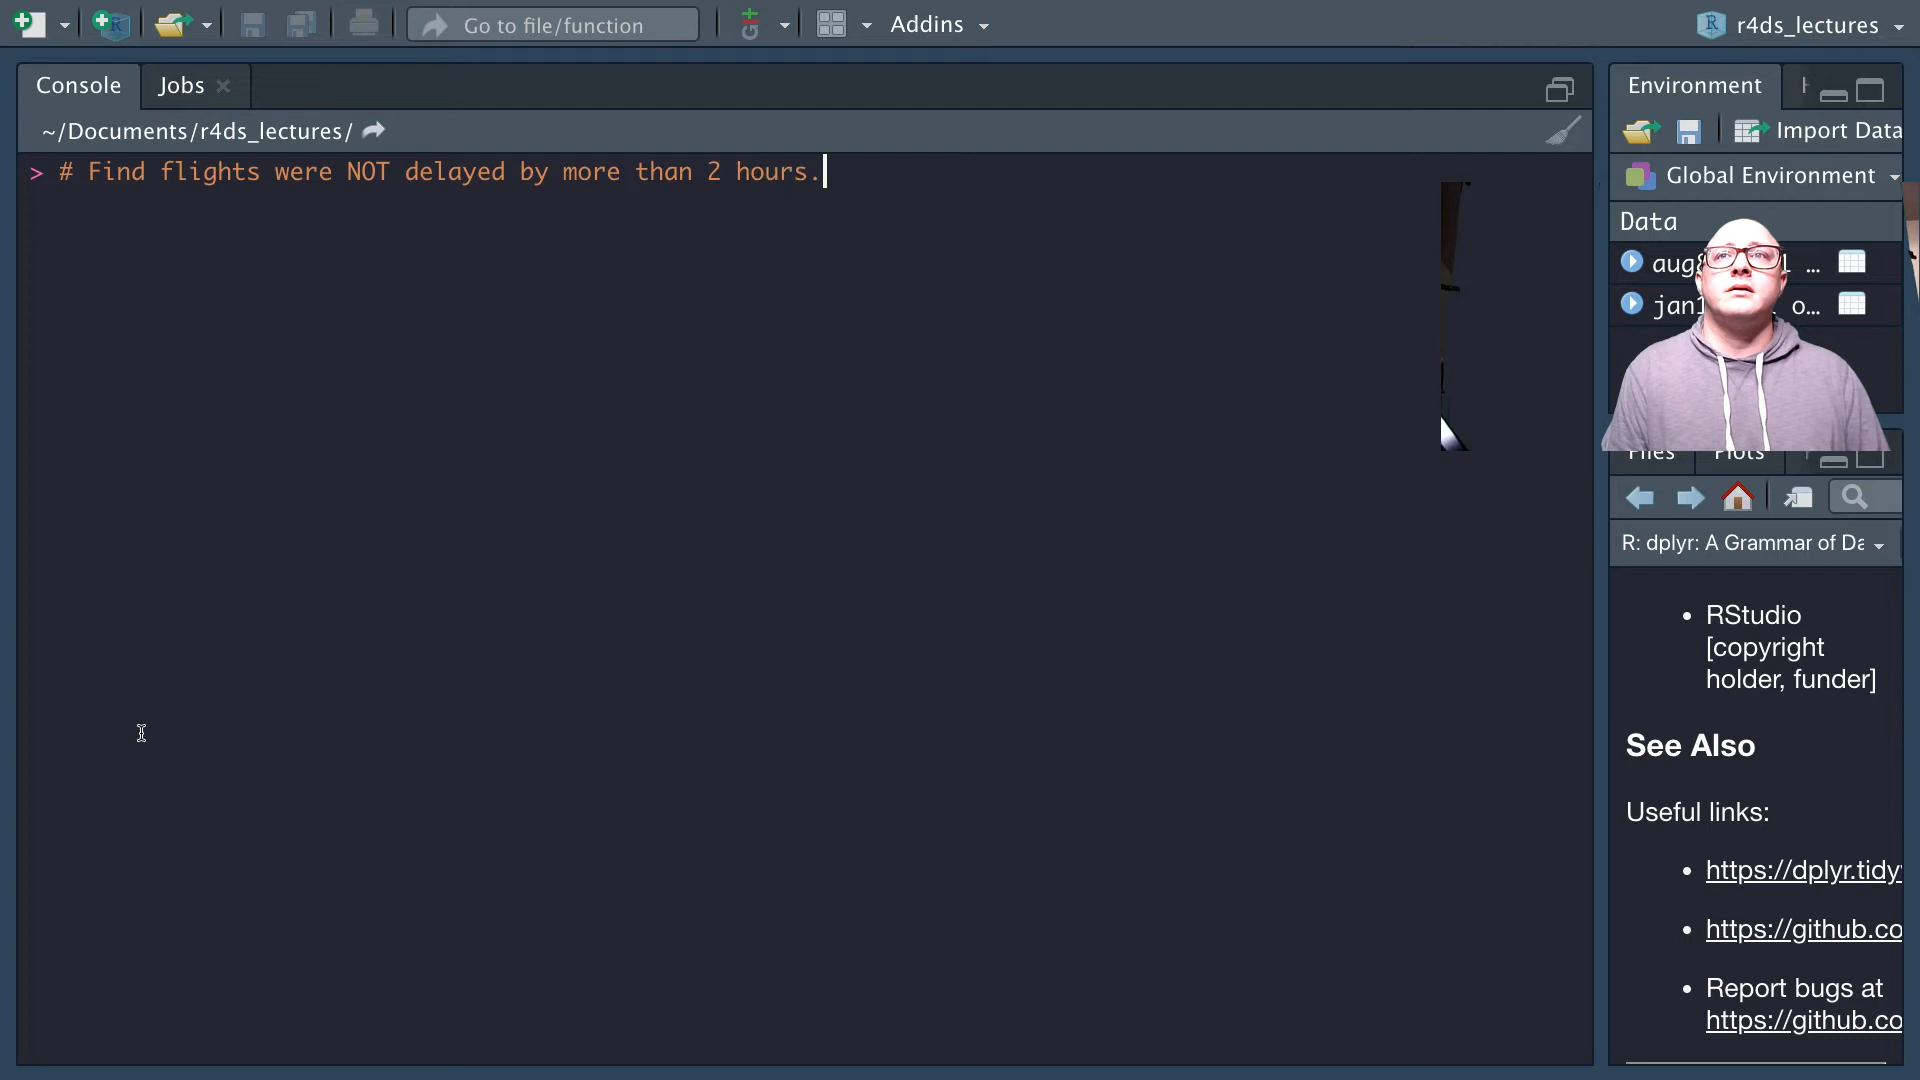 Go to file/function
Addins
r4ds_lectures
Console
Jobs
~/Documents/r4ds_lectures/
> # Find flights were NOT delayed by more than 2 hours.
Environment
Import Data
Global Environment
Data
Files
Plots
R: dplyr: A Grammar of Da
• RStudio
[copyright
holder, funder]
See Also
Useful links:
• https://dplyr.tidy
• https://github.co
• Report bugs at
https://github.co